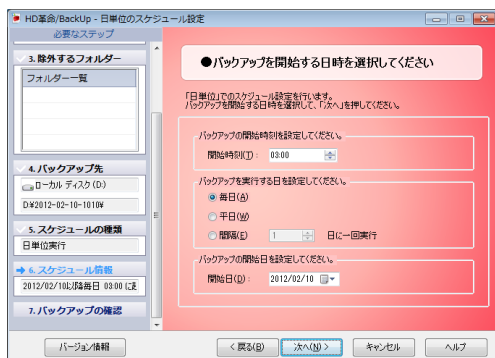 HD革命/BackUp - 日単位のスケジュール設定
必要なステップ
3. 除外するフォルダー
フォルダー一覧
4. バックアップ先
ローカル ディスク (D:)
D:¥2012-02-10-1010¥
5. スケジュールの種類
日単位実行
6. スケジュール情報
2012/02/10以降毎日 03:00 に
7. バックアップの確認
●バックアップを開始する日時を選択してください
「日単位」でのスケジュール設定を行います。
バックアップを開始する日時を選択して、「次へ」を押してください。
バックアップの開始時刻を設定してください。
開始時刻(T): 03:00
バックアップを実行する日を設定してください。
毎日(A)
平日(W)
間隔(E) 1 日に一回実行
バックアップの開始日を設定してください。
開始日(D): 2012/02/10
バージョン情報 < 戻る(B) 次へ(N) > キャンセル ヘルプ